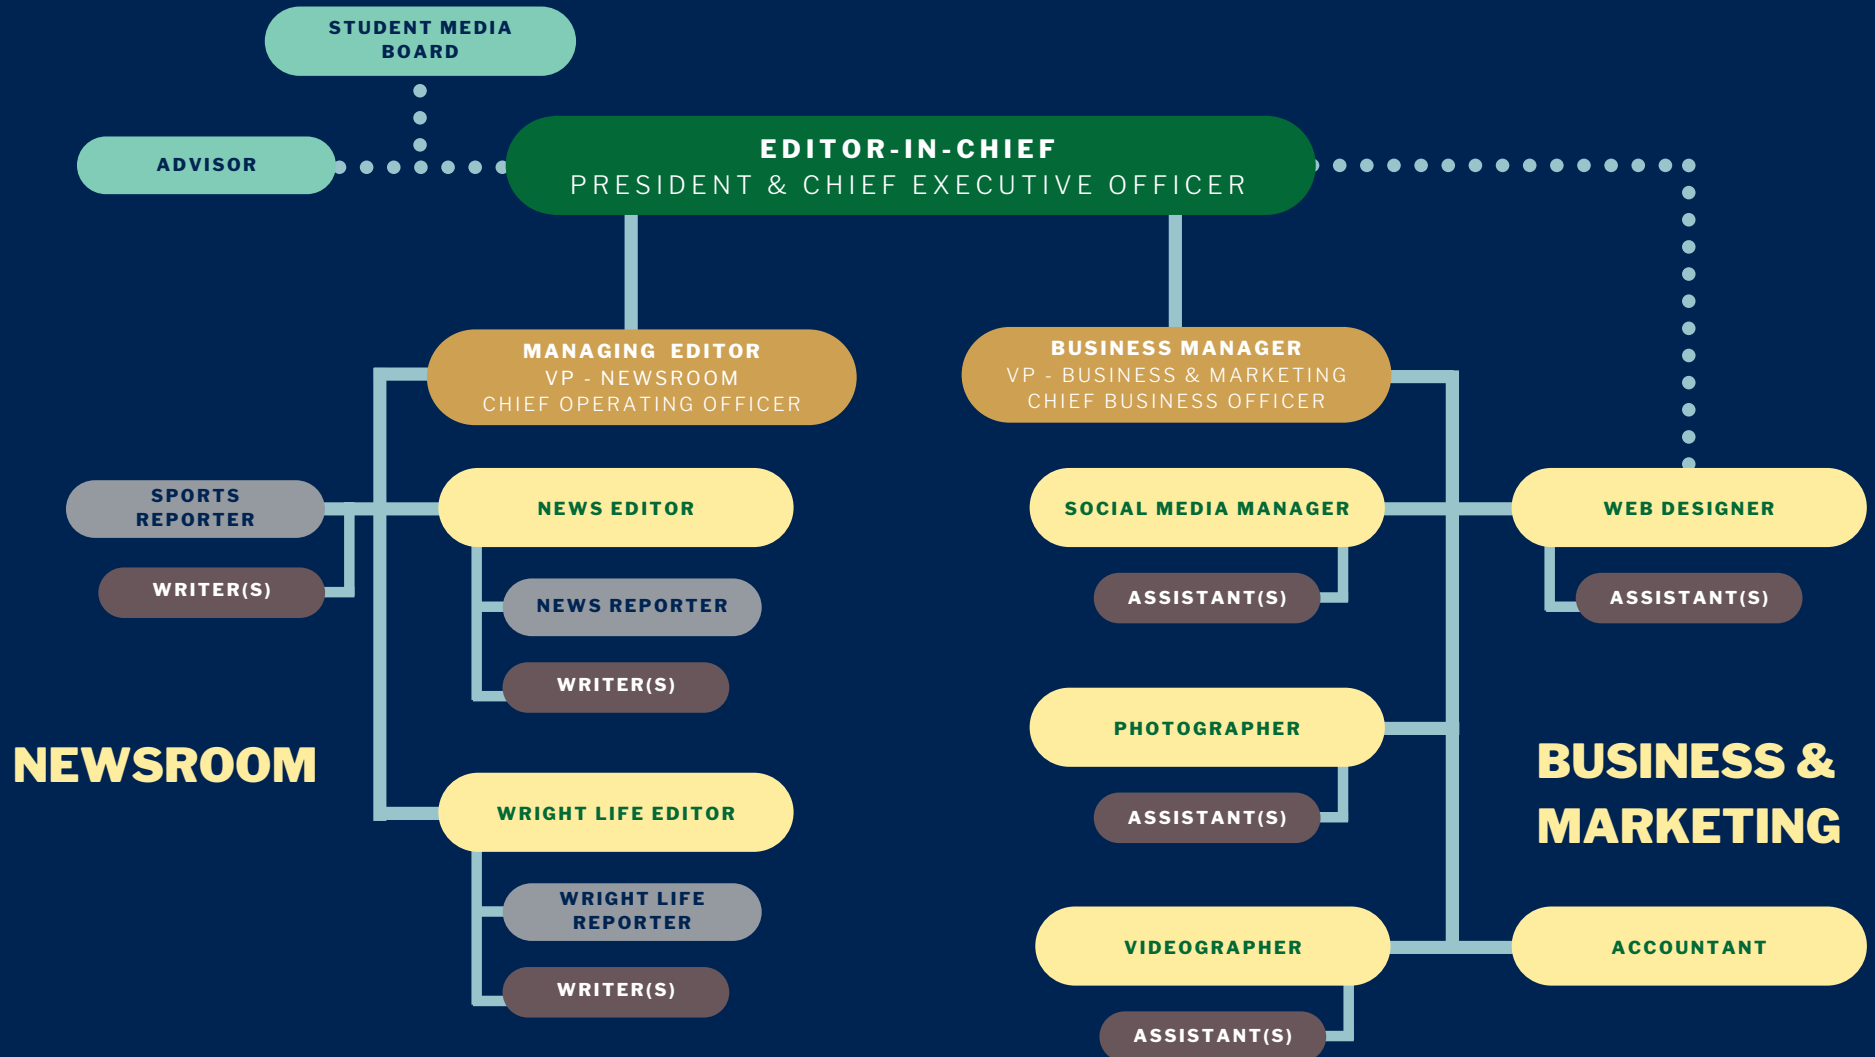 STUDENT MEDIA
BOARD
ADVISOR
EDITOR-IN-CHIEF
PRESIDENT & CHIEF EXECUTIVE OFFICER
MANAGING EDITOR
VP - NEWSROOM
CHIEF OPERATING OFFICER
BUSINESS MANAGER
VP - BUSINESS & MARKETING
CHIEF BUSINESS OFFICER
SPORTS
REPORTER
WRITER(S)
NEWS EDITOR
NEWS REPORTER
WRITER(S)
NEWSROOM
WRIGHT LIFE EDITOR
WRIGHT LIFE
REPORTER
WRITER(S)
SOCIAL MEDIA MANAGER
ASSISTANT(S)
WEB DESIGNER
ASSISTANT(S)
PHOTOGRAPHER
ASSISTANT(S)
BUSINESS &
MARKETING
VIDEOGRAPHER
ASSISTANT(S)
ACCOUNTANT